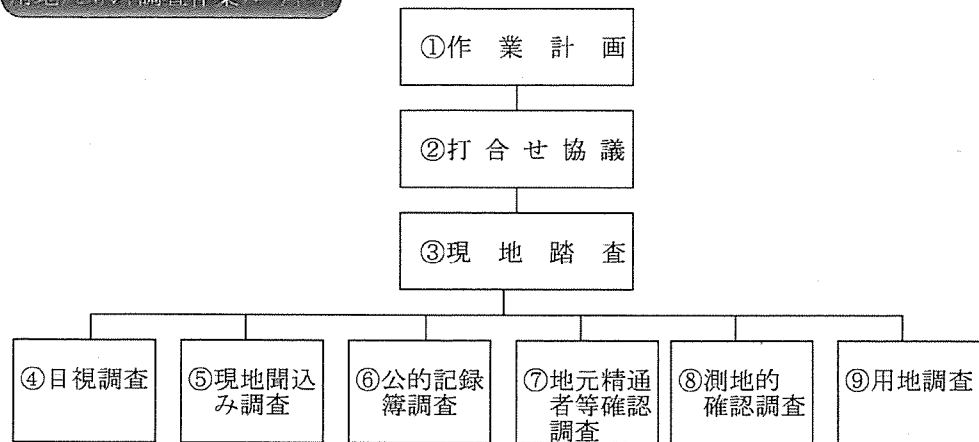 ①作業計画
②打合せ協議
③現地踏査
④目視調査
⑤現地聞込
み調査
⑥公的記録
簿調査
⑦地元精通
者等確認
調査
⑧測地的
確認調査
⑨用地調査